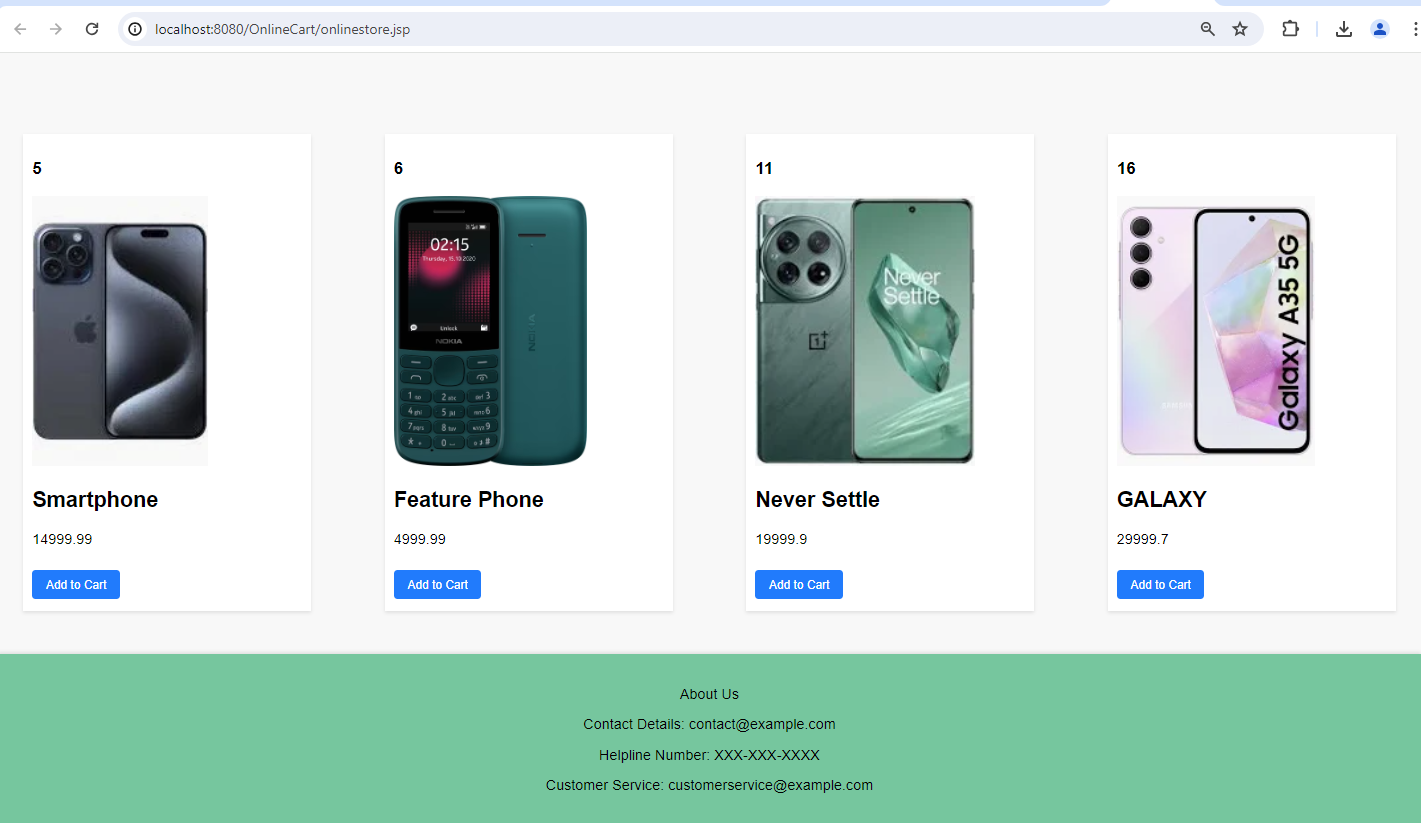 localhost:8080/OnlineCart/onlinestore.jsp
5
6
11
16
02:15
Thursday, 15.10.2020
Unlock
NOKIA
NOKIA
Never
Settle
Galaxy A35 5G
SAMSUNG
Smartphone
Feature Phone
Never Settle
GALAXY
14999.99
4999.99
19999.9
29999.7
Add to Cart
Add to Cart
Add to Cart
Add to Cart
About Us
Contact Details: contact@example.com
Helpline Number: XXX-XXX-XXXX
Customer Service: customerservice@example.com